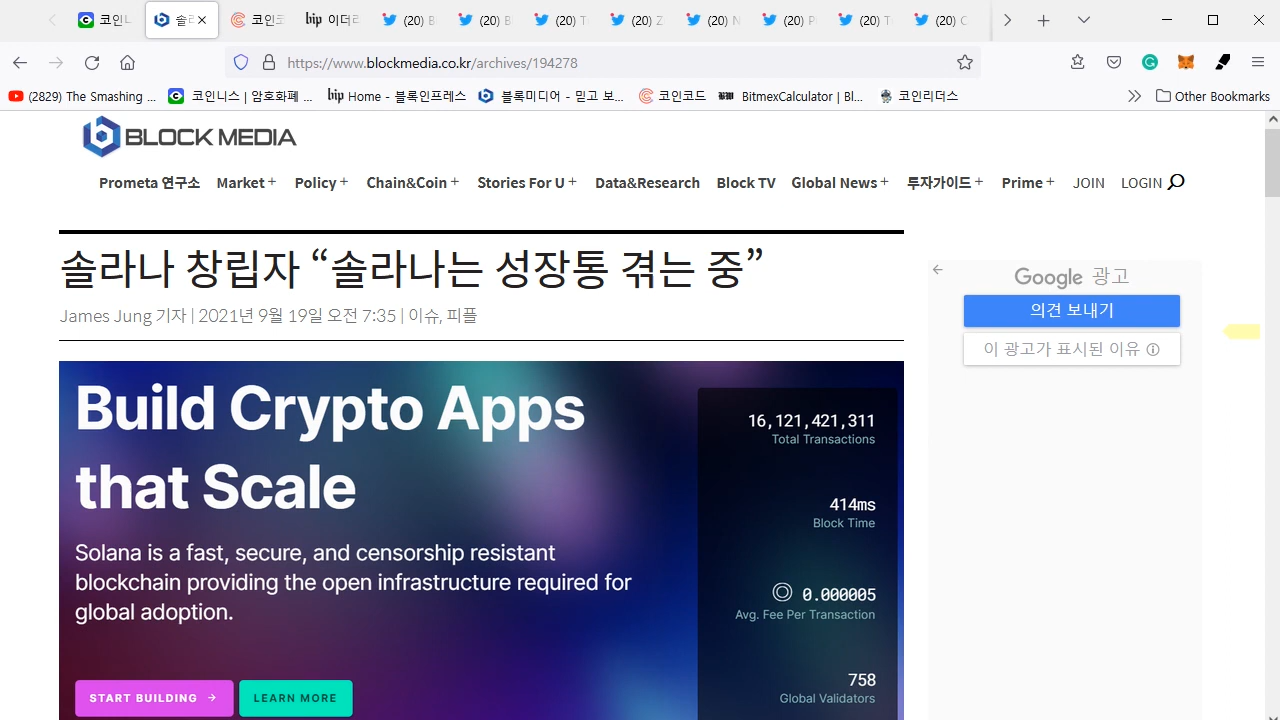 코인니
솔라
코인코
bip 이더리
(20) B
(20) B
(20) T
(20) Z
(20) N
(20) P
(20) T
(20) C
https://www.blockmedia.co.kr/archives/194278
(2829) The Smashing ...
코인니스 | 암호화폐 ...
bip Home - 블록인프레스
블록미디어 - 믿고 보...
코인코드
BitmexCalculator | Bl...
코인리더스
Other Bookmarks
BLOCK MEDIA
Prometa 연구소 Market + Policy + Chain&Coin + Stories For U + Data&Research Block TV Global News + 투자가이드 + Prime + JOIN LOGIN
솔라나 창립자 “솔라나는 성장통 겪는 중”
James Jung 기자 | 2021년 9월 19일 오전 7:35 | 이슈, 피플
Google 광고
의견 보내기
이 광고가 표시된 이유
Build Crypto Apps
that Scale
Solana is a fast, secure, and censorship resistant
blockchain providing the open infrastructure required for
global adoption.
START BUILDING →
LEARN MORE
16,121,421,311
Total Transactions
414ms
Block Time
0.000005
Avg. Fee Per Transaction
758
Global Validators